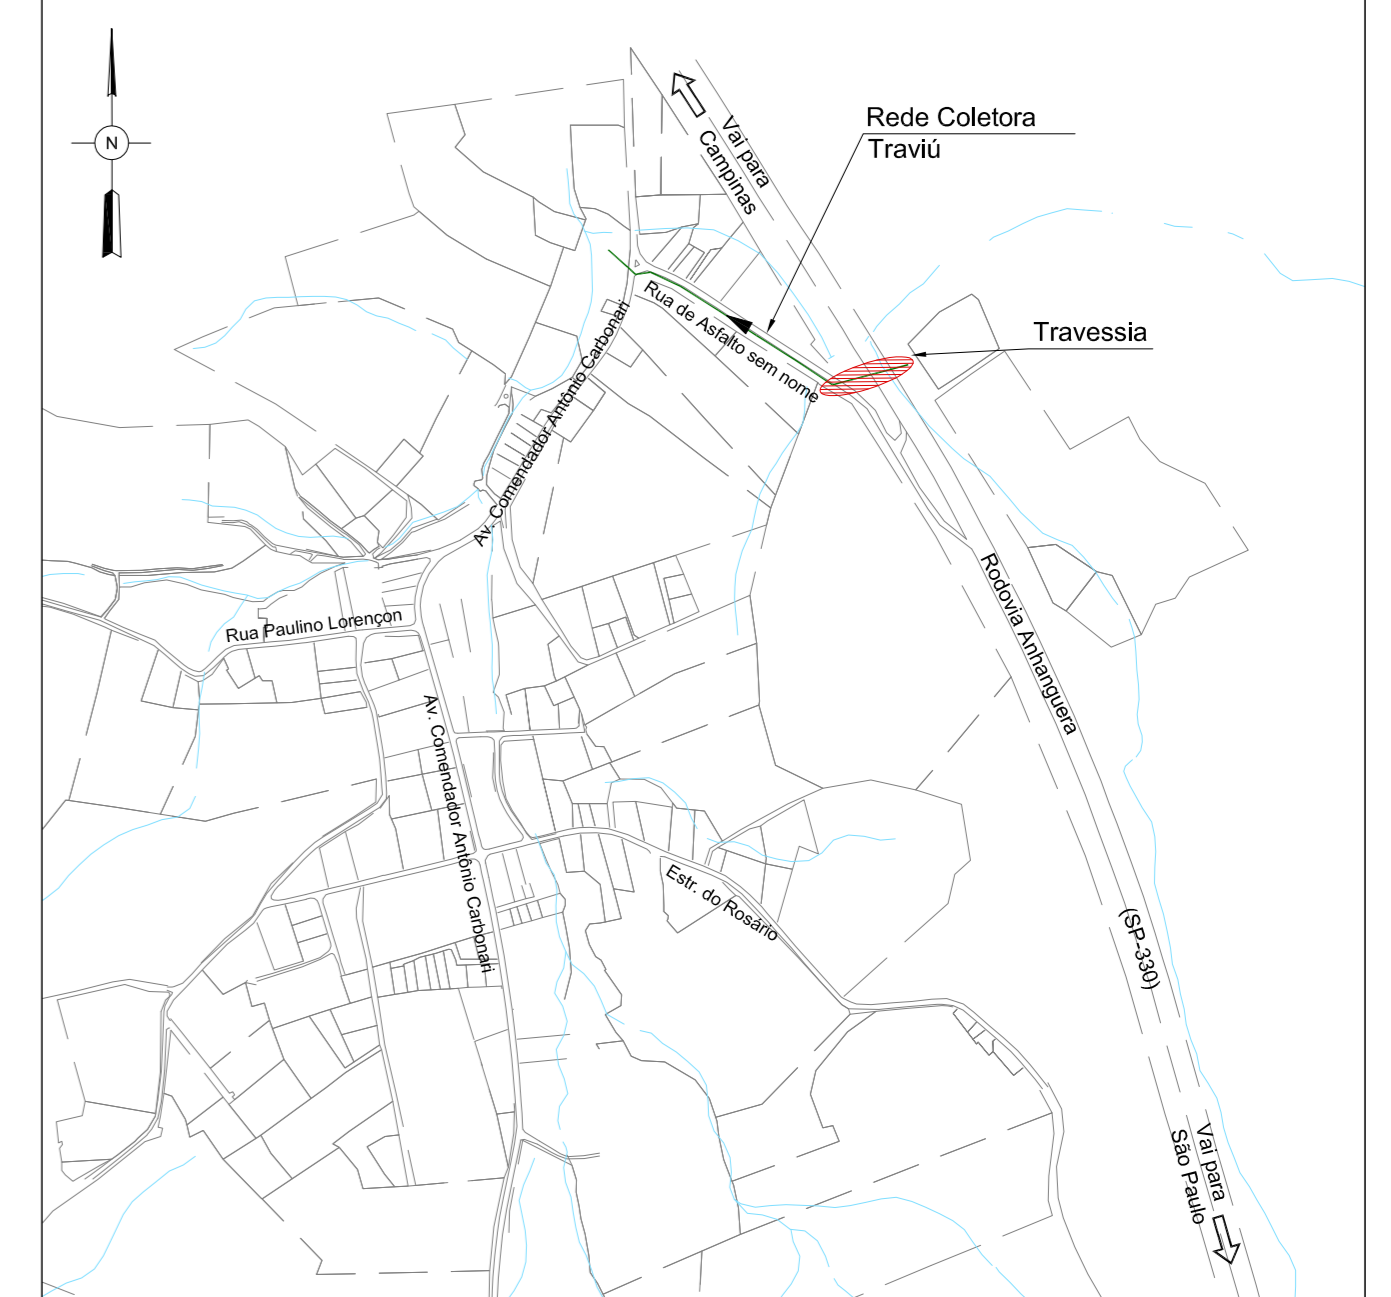 N
Vai para
Campinas
Rede Coletora
Traviú
Travessia
Rua de Asfalto sem nome
Av. Comendador Antônio Carbonari
Rua Paulino Lorençon
Rodovia Anhanguera
Av. Comendador Antônio Carbonari
Estr. do Rosário
(SP-330)
Vai para
São Paulo